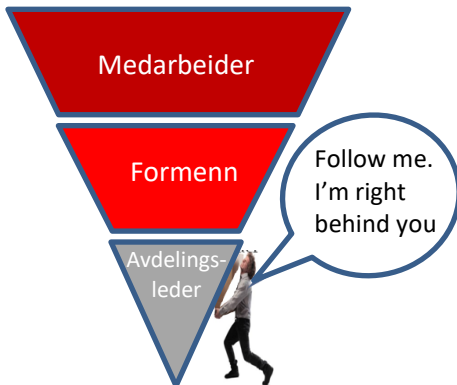 Medarbeider
Formenn
Follow me.
I'm right
behind you
Avdelings-
leder